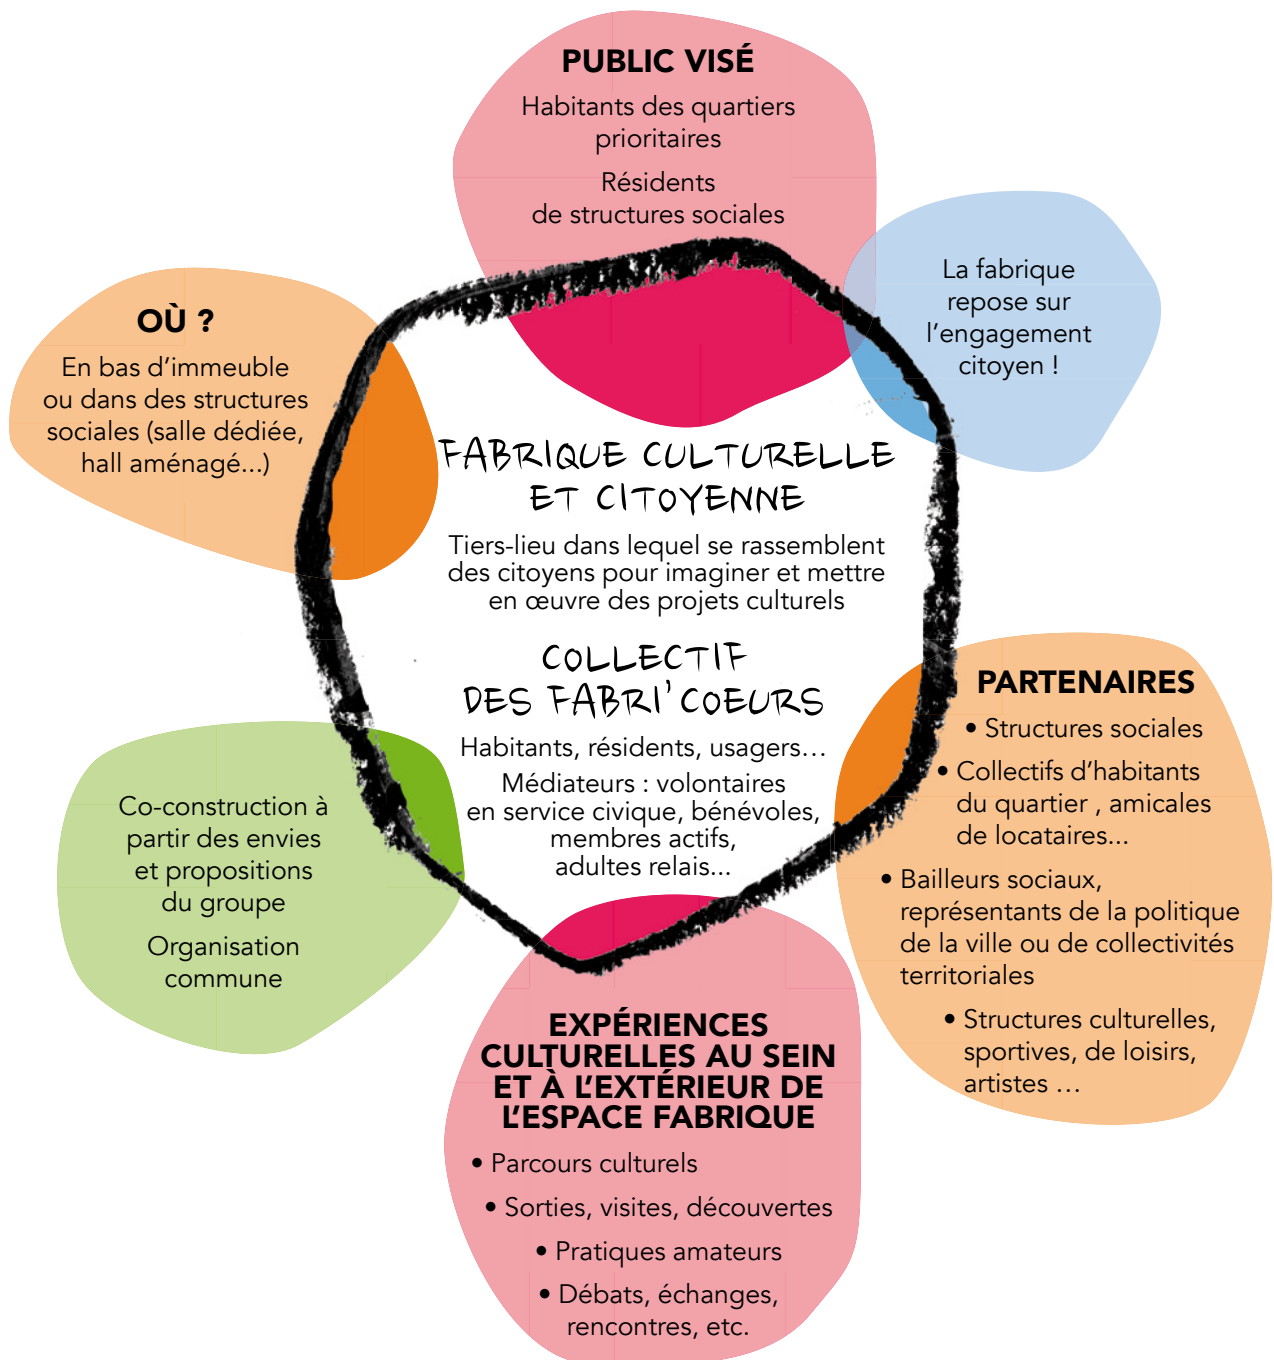 PUBLIC VISÉ
Habitants des quartiers
prioritaires
Résidents
de structures sociales
La fabrique
repose sur
l'engagement
citoyen !
OÙ ?
En bas d'immeuble
ou dans des structures
sociales (salle dédiée,
hall aménagé...)
FABRIQUE CULTURELLE
ET CITOYENNE
Tiers-lieu dans lequel se rassemblent
des citoyens pour imaginer et mettre
en œuvre des projets culturels
COLLECTIF
DES FABRI'COEURS
Habitants, résidents, usagers…
Médiateurs : volontaires
en service civique, bénévoles,
membres actifs,
adultes relais...
PARTENAIRES
• Structures sociales
• Collectifs d'habitants
du quartier , amicales
de locataires...
• Bailleurs sociaux,
représentants de la politique
de la ville ou de collectivités
territoriales
• Structures culturelles,
sportives, de loisirs,
artistes …
Co-construction à
partir des envies
et propositions
du groupe
Organisation
commune
EXPÉRIENCES
CULTURELLES AU SEIN
ET À L'EXTÉRIEUR DE
L'ESPACE FABRIQUE
• Parcours culturels
• Sorties, visites, découvertes
• Pratiques amateurs
• Débats, échanges,
rencontres, etc.